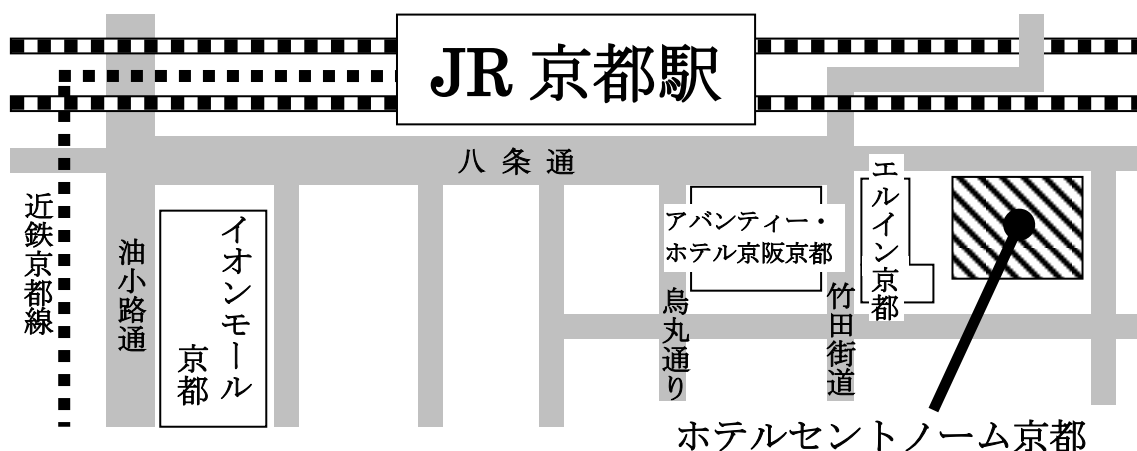 JR 京都駅
八条通
近鉄京都線
油小路通
イオンモール
京都
アバンティー・
ホテル京阪京都
烏丸通り
竹田街道
エルイン京都
ホテルセントノーム京都